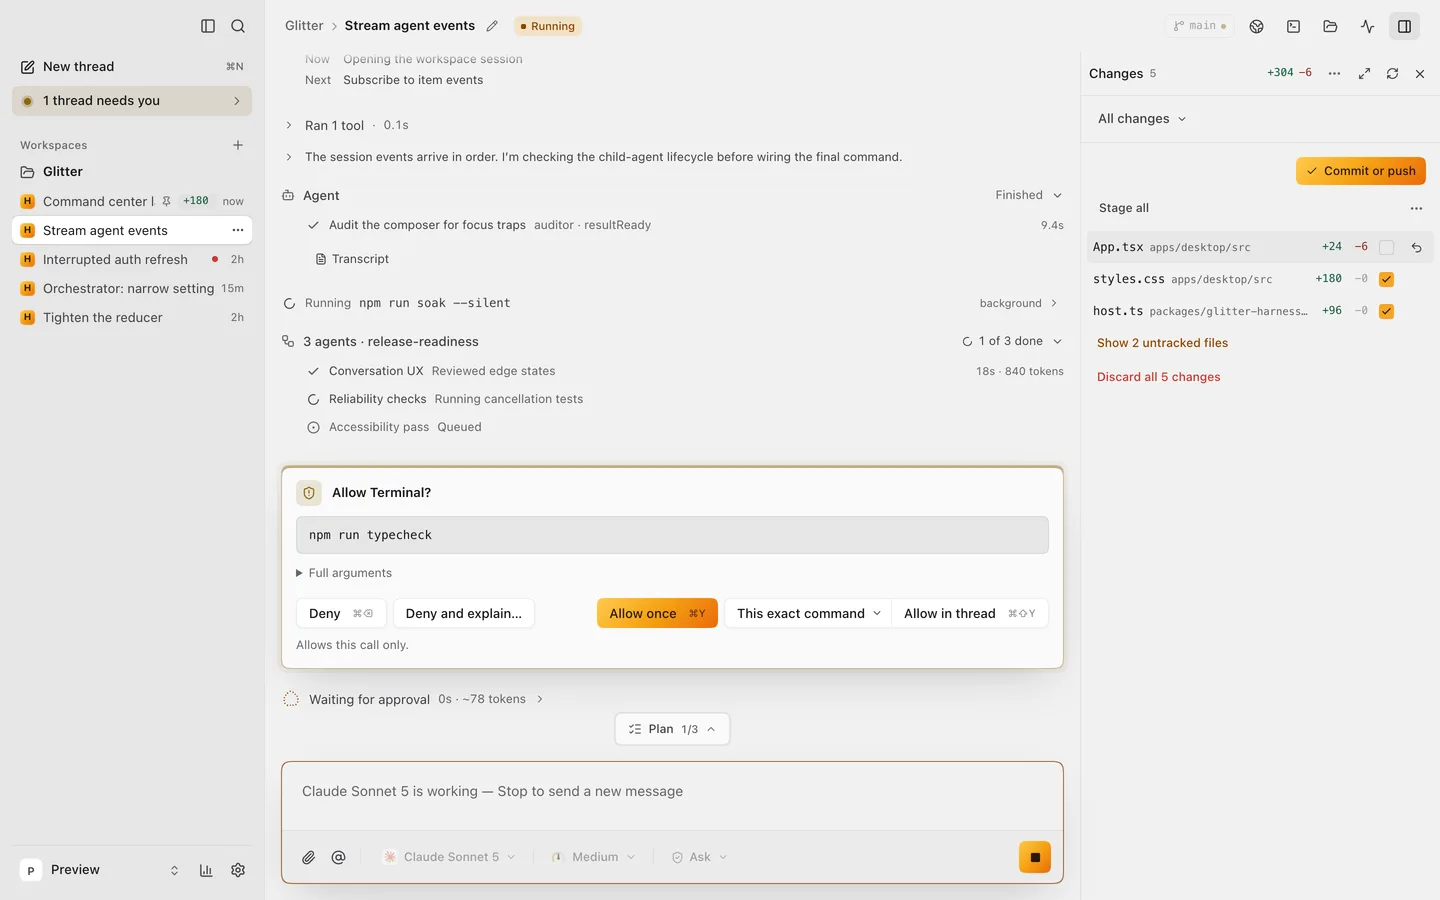 New thread ⌘N
1 thread needs you
Workspaces
Glitter
H Command center l +180 now
H Stream agent events
H Interrupted auth refresh 2h
H Orchestrator: narrow setting 15m
H Tighten the reducer 2h
P Preview
Glitter › Stream agent events Running
main
Now Opening the workspace session
Next Subscribe to item events
Ran 1 tool · 0.1s
The session events arrive in order. I'm checking the child-agent lifecycle before wiring the final command.
Agent Finished
Audit the composer for focus traps auditor · resultReady 9.4s
Transcript
Running npm run soak --silent background
3 agents · release-readiness 1 of 3 done
Conversation UX Reviewed edge states 18s · 840 tokens
Reliability checks Running cancellation tests
Accessibility pass Queued
Allow Terminal?
npm run typecheck
Full arguments
Deny ⌘⌫ Deny and explain... Allow once ⌘Y This exact command Allow in thread ⌘⇧Y
Allows this call only.
Waiting for approval 0s · ~78 tokens
Plan 1/3
Claude Sonnet 5 is working — Stop to send a new message
Claude Sonnet 5 Medium Ask
Changes 5 +304 −6
All changes
Commit or push
Stage all
App.tsx apps/desktop/src +24 −6
styles.css apps/desktop/src +180 −0
host.ts packages/glitter-harness… +96 −0
Show 2 untracked files
Discard all 5 changes